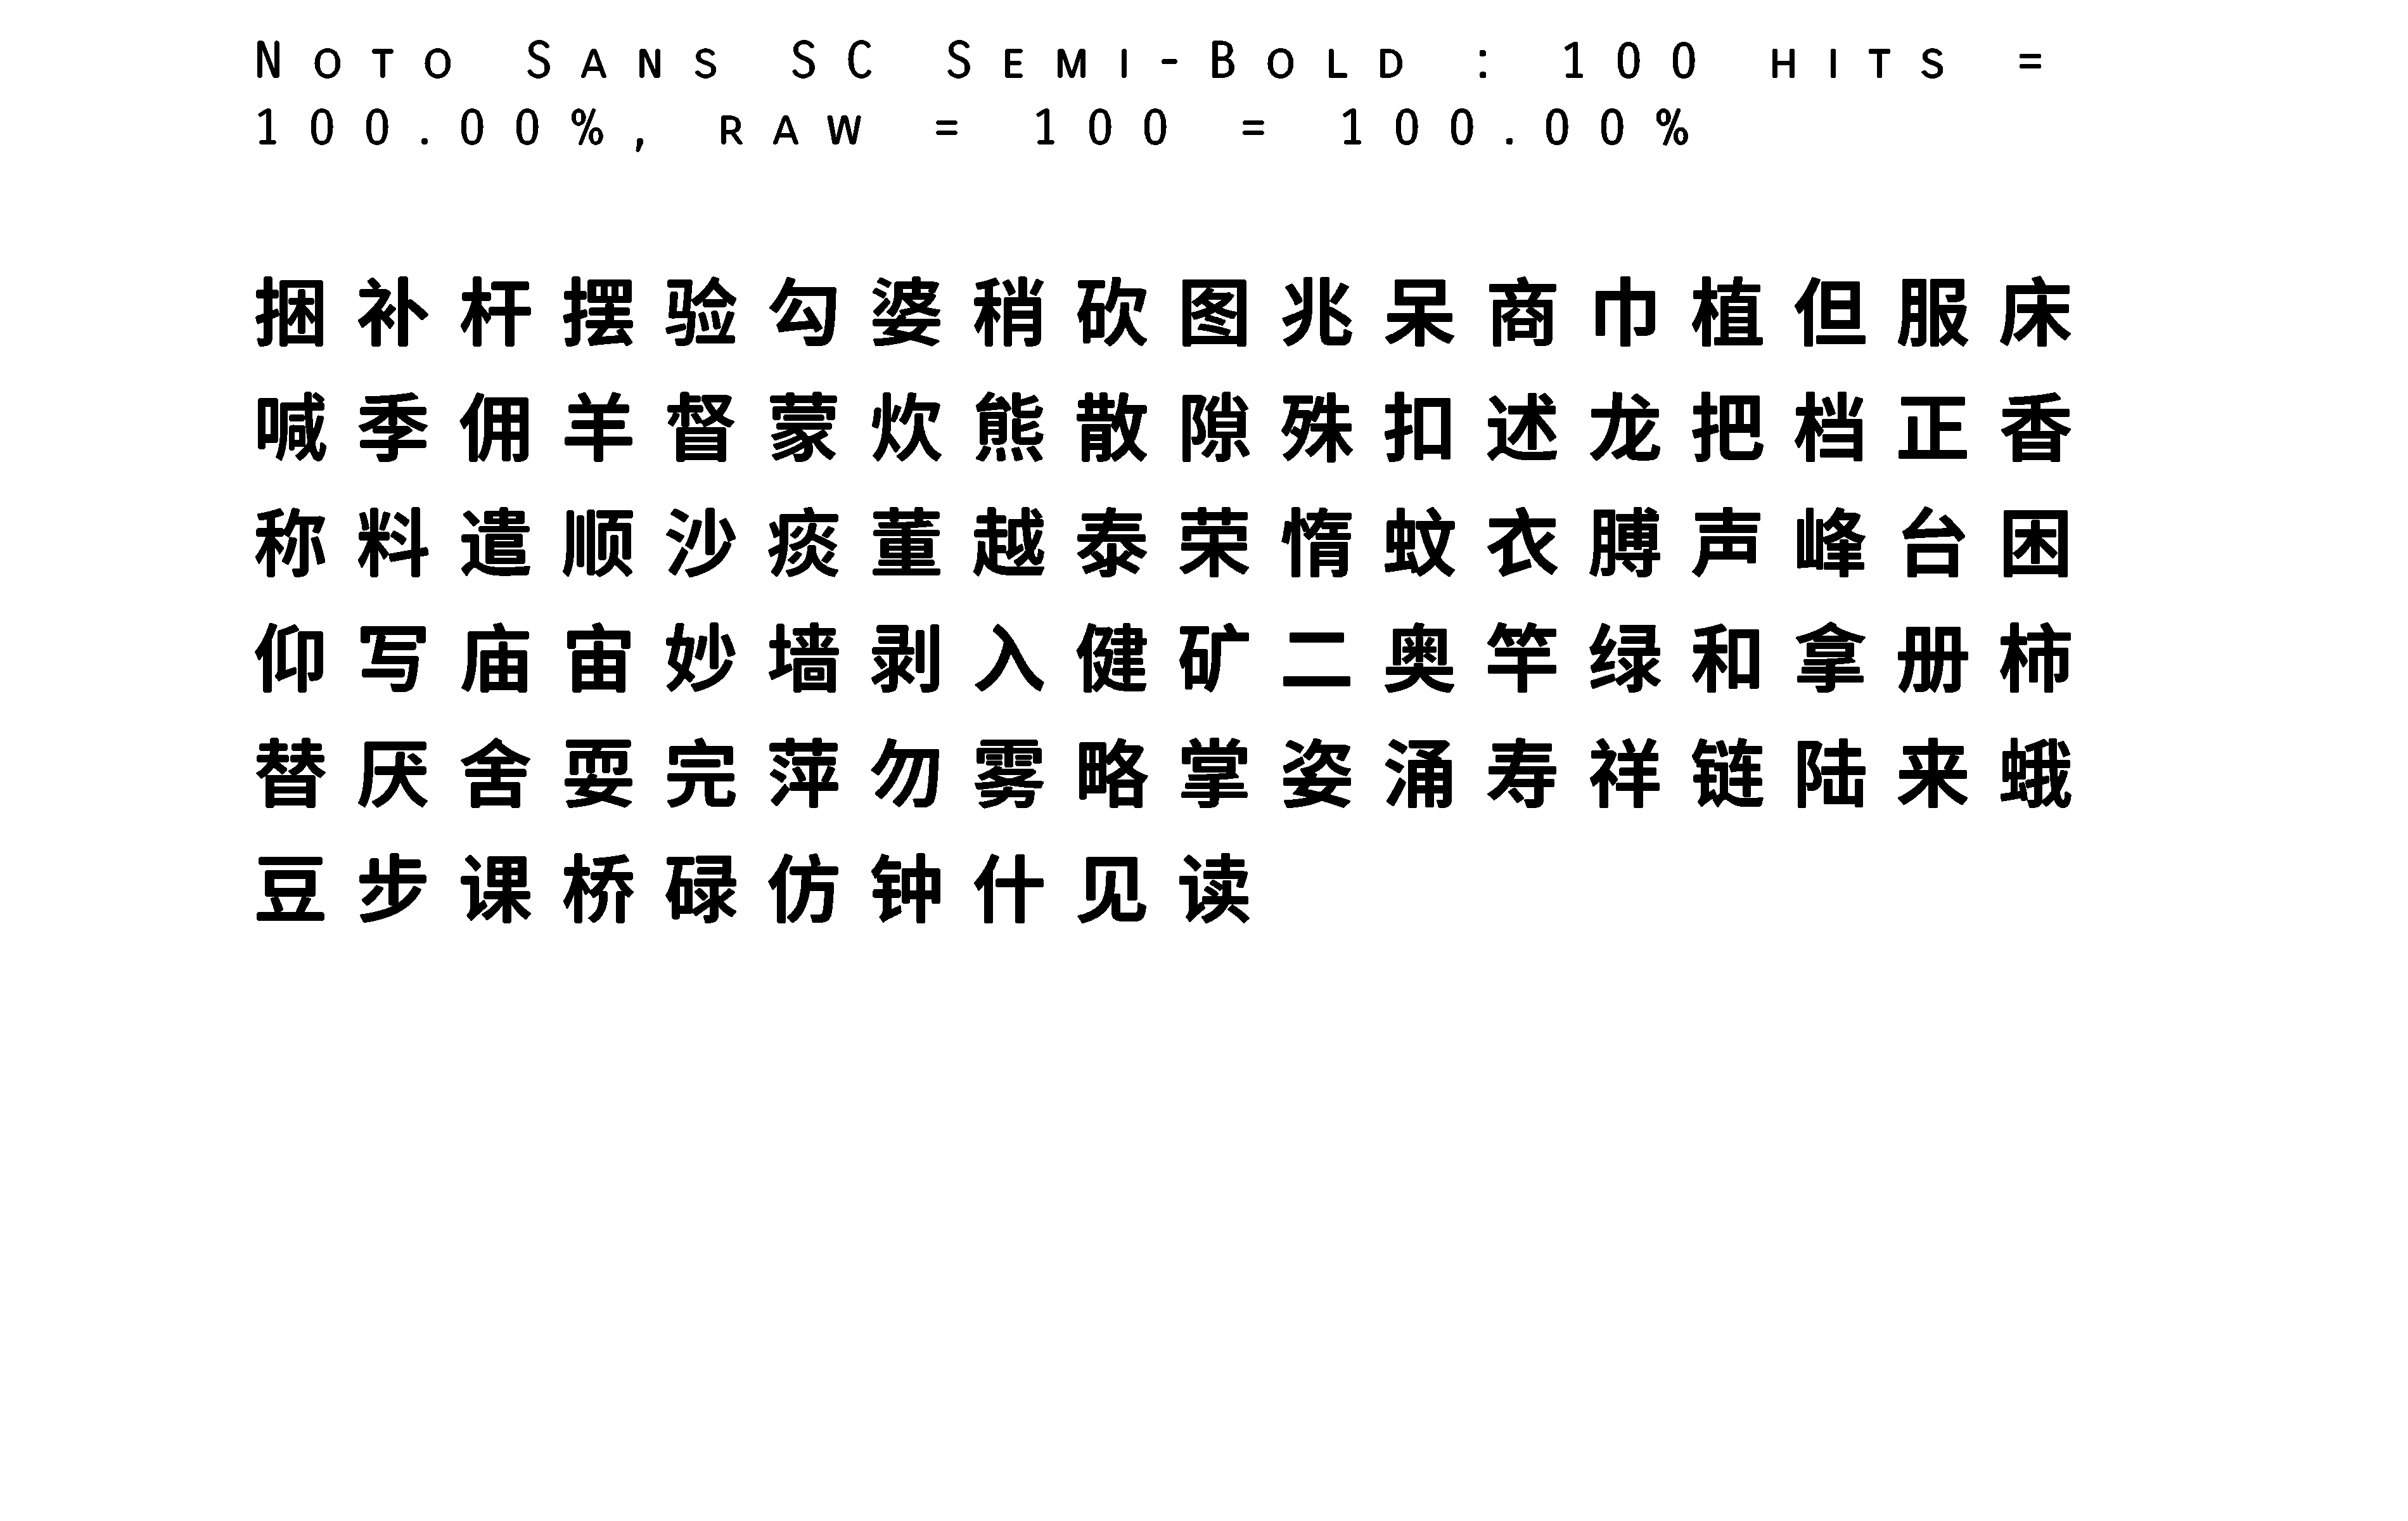 Noto Sans SC Semi-Bold : 100 hits =
100.00%, raw = 100 = 100.00%
捆补杆摆验勾婆稍砍图兆呆商巾植但服床
喊季佣羊督蒙炊熊散隙殊扣述龙把档正香
称料遣顺沙痰董越泰荣惰蚊衣膊声峰台困
仰写庙宙妙墙剥入健矿二奥竿绿和拿册柿
替厌舍耍完萍勿雾略掌姿涌寿祥链陆来蛾
豆步课桥碌仿钟什见读